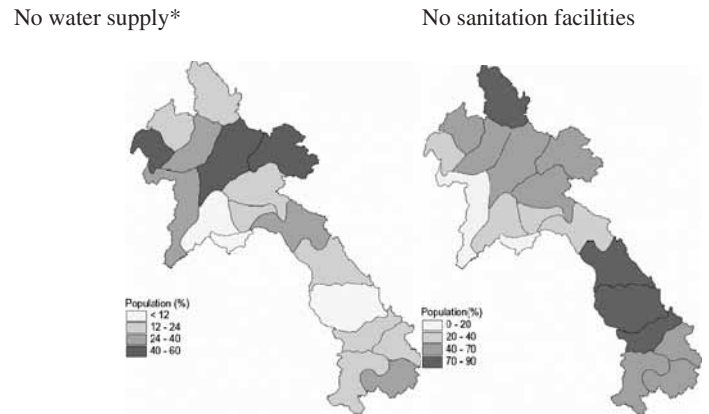 No water supply*
No sanitation facilities
Population (%)
< 12
12 - 24
24 - 40
40 - 60
Population(%)
0 - 20
20 - 40
40 - 70
70 - 90